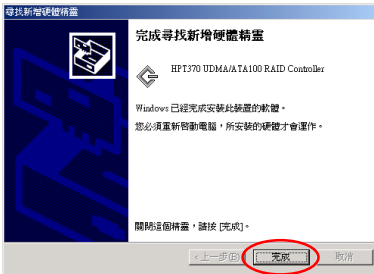 尋找新增硬體精靈
完成尋找新增硬體精靈
HPT370 UDMA/ATA100 RAID Controller
Windows 已經完成安裝此裝置的軟體。
您必須重新啓動電腦，所安裝的硬體才會運作。
關閉這個精靈，請按 [完成]。
<上一步(B)
完成
取消